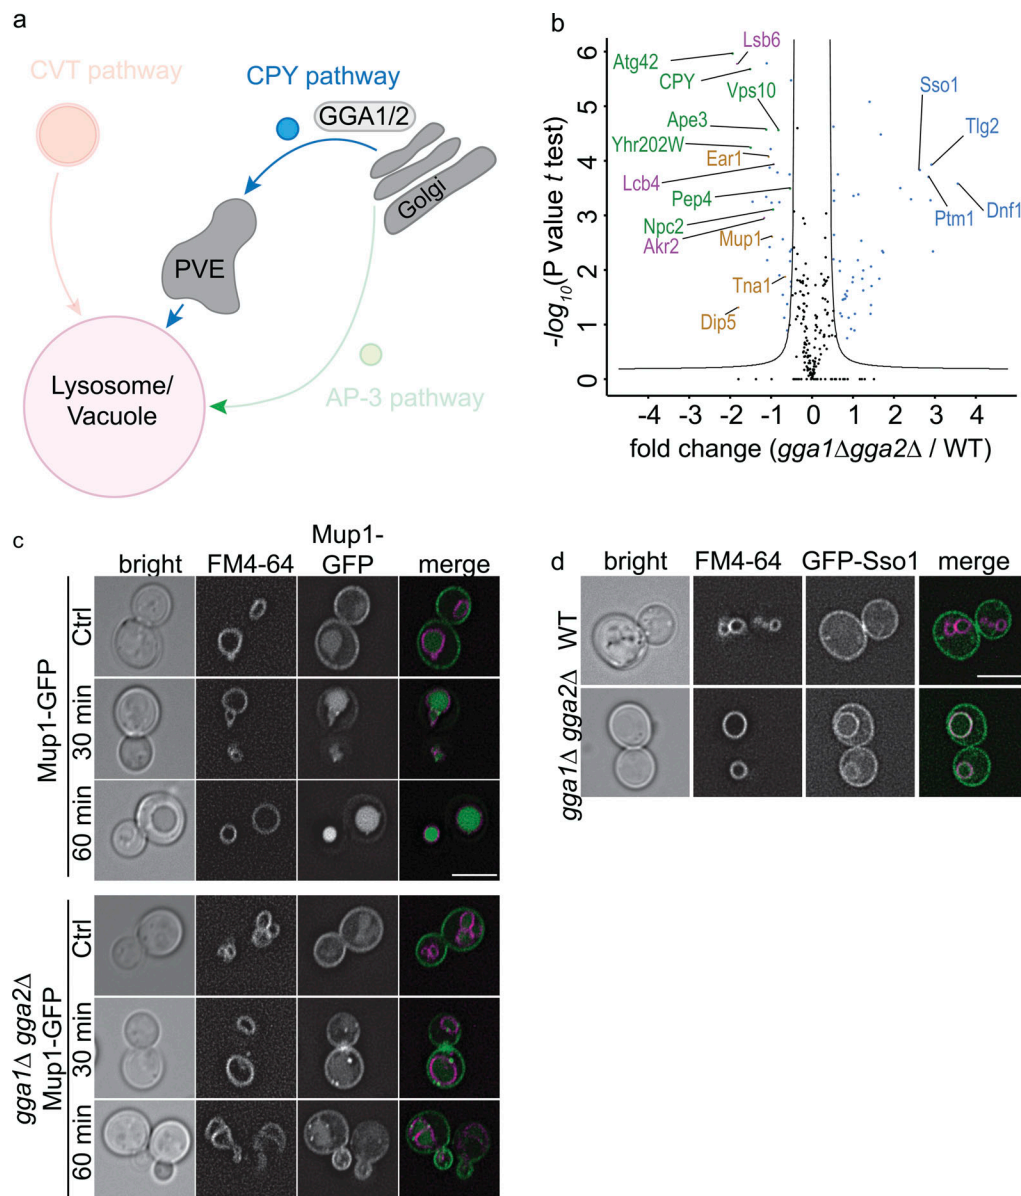 a
CVT pathway
CPY pathway
GGA1/2
Golgi
PVE
Lysosome/
Vacuole
AP-3 pathway
b
-log10(P value t test)
6
5
4
3
2
1
0
Lsb6
Atg42
CPY
Vps10
Ape3
Yhr202W
Ear1
Lcb4
Pep4
Npc2
Akr2
Mup1
Tna1
Dip5
Sso1
Tlg2
Ptm1
Dnf1
-4 -3 -2 -1 0 1 2 3 4
fold change (gga1Δgga2Δ / WT)
c
bright FM4-64 Mup1-
GFP merge
Mup1-GFP
Ctrl
30 min
60 min
gga1Δ gga2Δ
Mup1-GFP
Ctrl
30 min
60 min
d
bright FM4-64 GFP-Sso1 merge
WT
gga1Δ gga2Δ